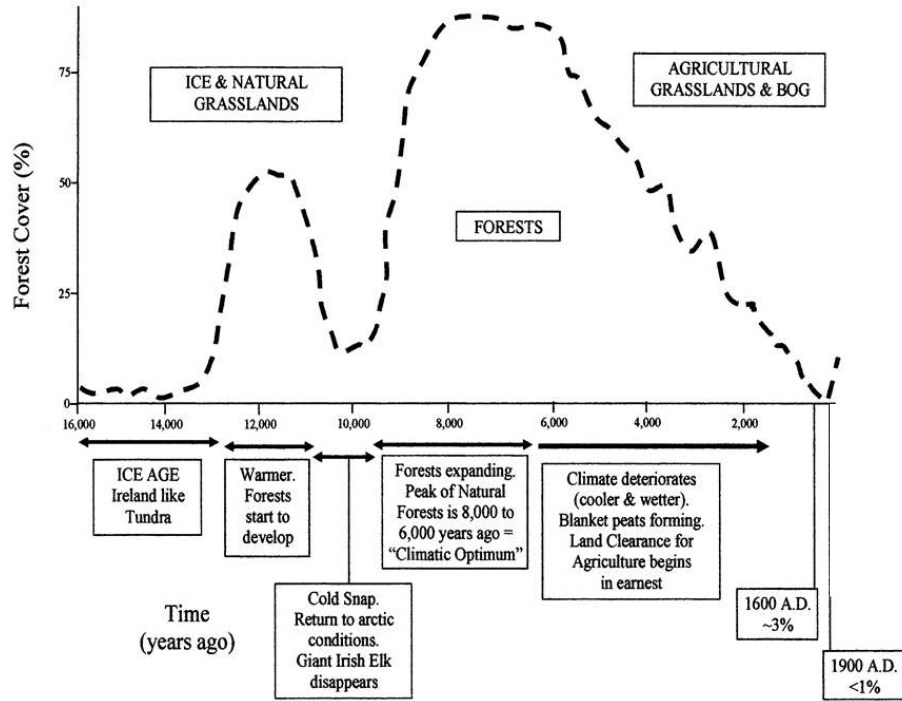 ICE & NATURAL
GRASSLANDS
AGRICULTURAL
GRASSLANDS & BOG
FORESTS
Forest Cover (%)
75
50
25
0
16,000
14,000
12,000
10,000
8,000
6,000
4,000
2,000
ICE AGE
Ireland like
Tundra
Warmer.
Forests
start to
develop
Forests expanding.
Peak of Natural
Forests is 8,000 to
6,000 years ago =
“Climatic Optimum”
Climate deteriorates
(cooler & wetter).
Blanket peats forming.
Land Clearance for
Agriculture begins
in earnest
Time
(years ago)
Cold Snap.
Return to arctic
conditions.
Giant Irish Elk
disappears
1600 A.D.
~3%
1900 A.D.
<1%